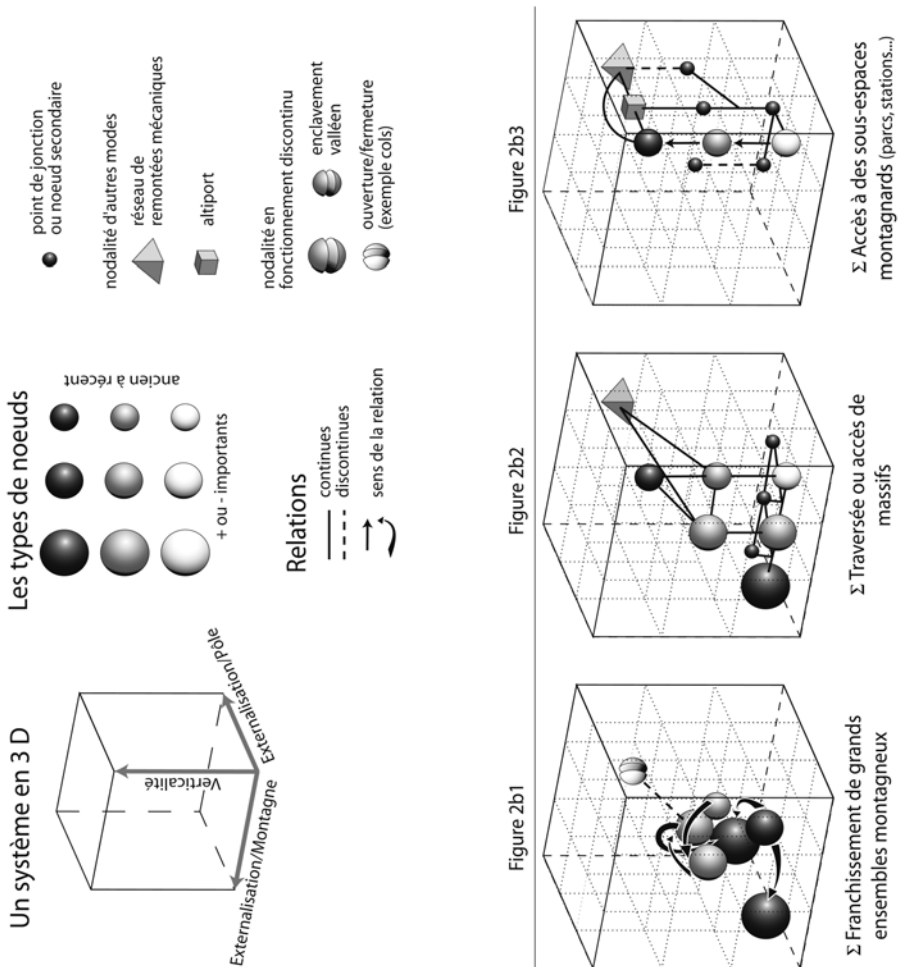 Un système en 3 D
Verticalité
Externalisation/Montagne
Externalisation/Pôle
Les types de noeuds
ancien à récent
+ ou - importants
Relations
continues
discontinues
sens de la relation
point de jonction
ou noeud secondaire
nodalité d'autres modes
réseau de
remontées mécaniques
altiport
nodalité en
fonctionnement discontinu
enclavement
valléen
ouverture/fermeture
(exemple cols)
Figure 2b1
Σ Franchissement de grands
ensembles montagneux
Figure 2b2
Σ Traversée ou accès de
massifs
Figure 2b3
Σ Accès à des sous-espaces
montagnards (parcs, stations...)